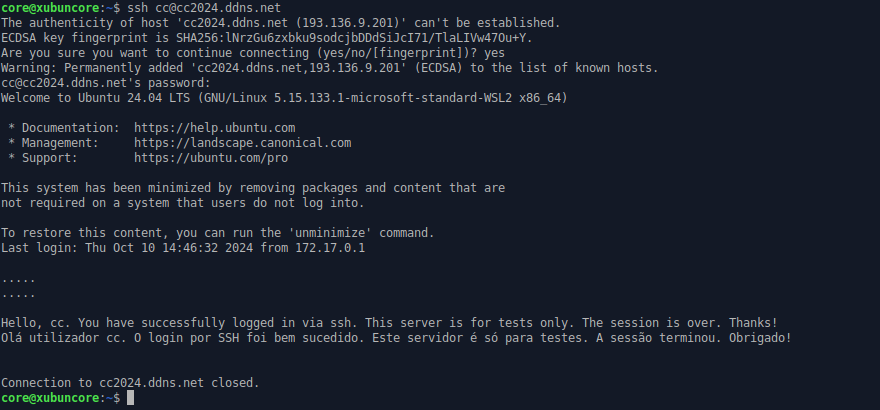 core@xubuncore:~$ ssh cc@cc2024.ddns.net
The authenticity of host 'cc2024.ddns.net (193.136.9.201)' can't be established.
ECDSA key fingerprint is SHA256:lNrzGu6zxbku9sodcjbDDdSiJcI71/TlaLIVw47Ou+Y.
Are you sure you want to continue connecting (yes/no/[fingerprint])? yes
Warning: Permanently added 'cc2024.ddns.net,193.136.9.201' (ECDSA) to the list of known hosts.
cc@cc2024.ddns.net's password:
Welcome to Ubuntu 24.04 LTS (GNU/Linux 5.15.133.1-microsoft-standard-WSL2 x86_64)

 * Documentation:  https://help.ubuntu.com
 * Management:     https://landscape.canonical.com
 * Support:        https://ubuntu.com/pro

This system has been minimized by removing packages and content that are
not required on a system that users do not log into.

To restore this content, you can run the 'unminimize' command.
Last login: Thu Oct 10 14:46:32 2024 from 172.17.0.1

.....
.....

Hello, cc. You have successfully logged in via ssh. This server is for tests only. The session is over. Thanks!
Olá utilizador cc. O login por SSH foi bem sucedido. Este servidor é só para testes. A sessão terminou. Obrigado!

Connection to cc2024.ddns.net closed.
core@xubuncore:~$